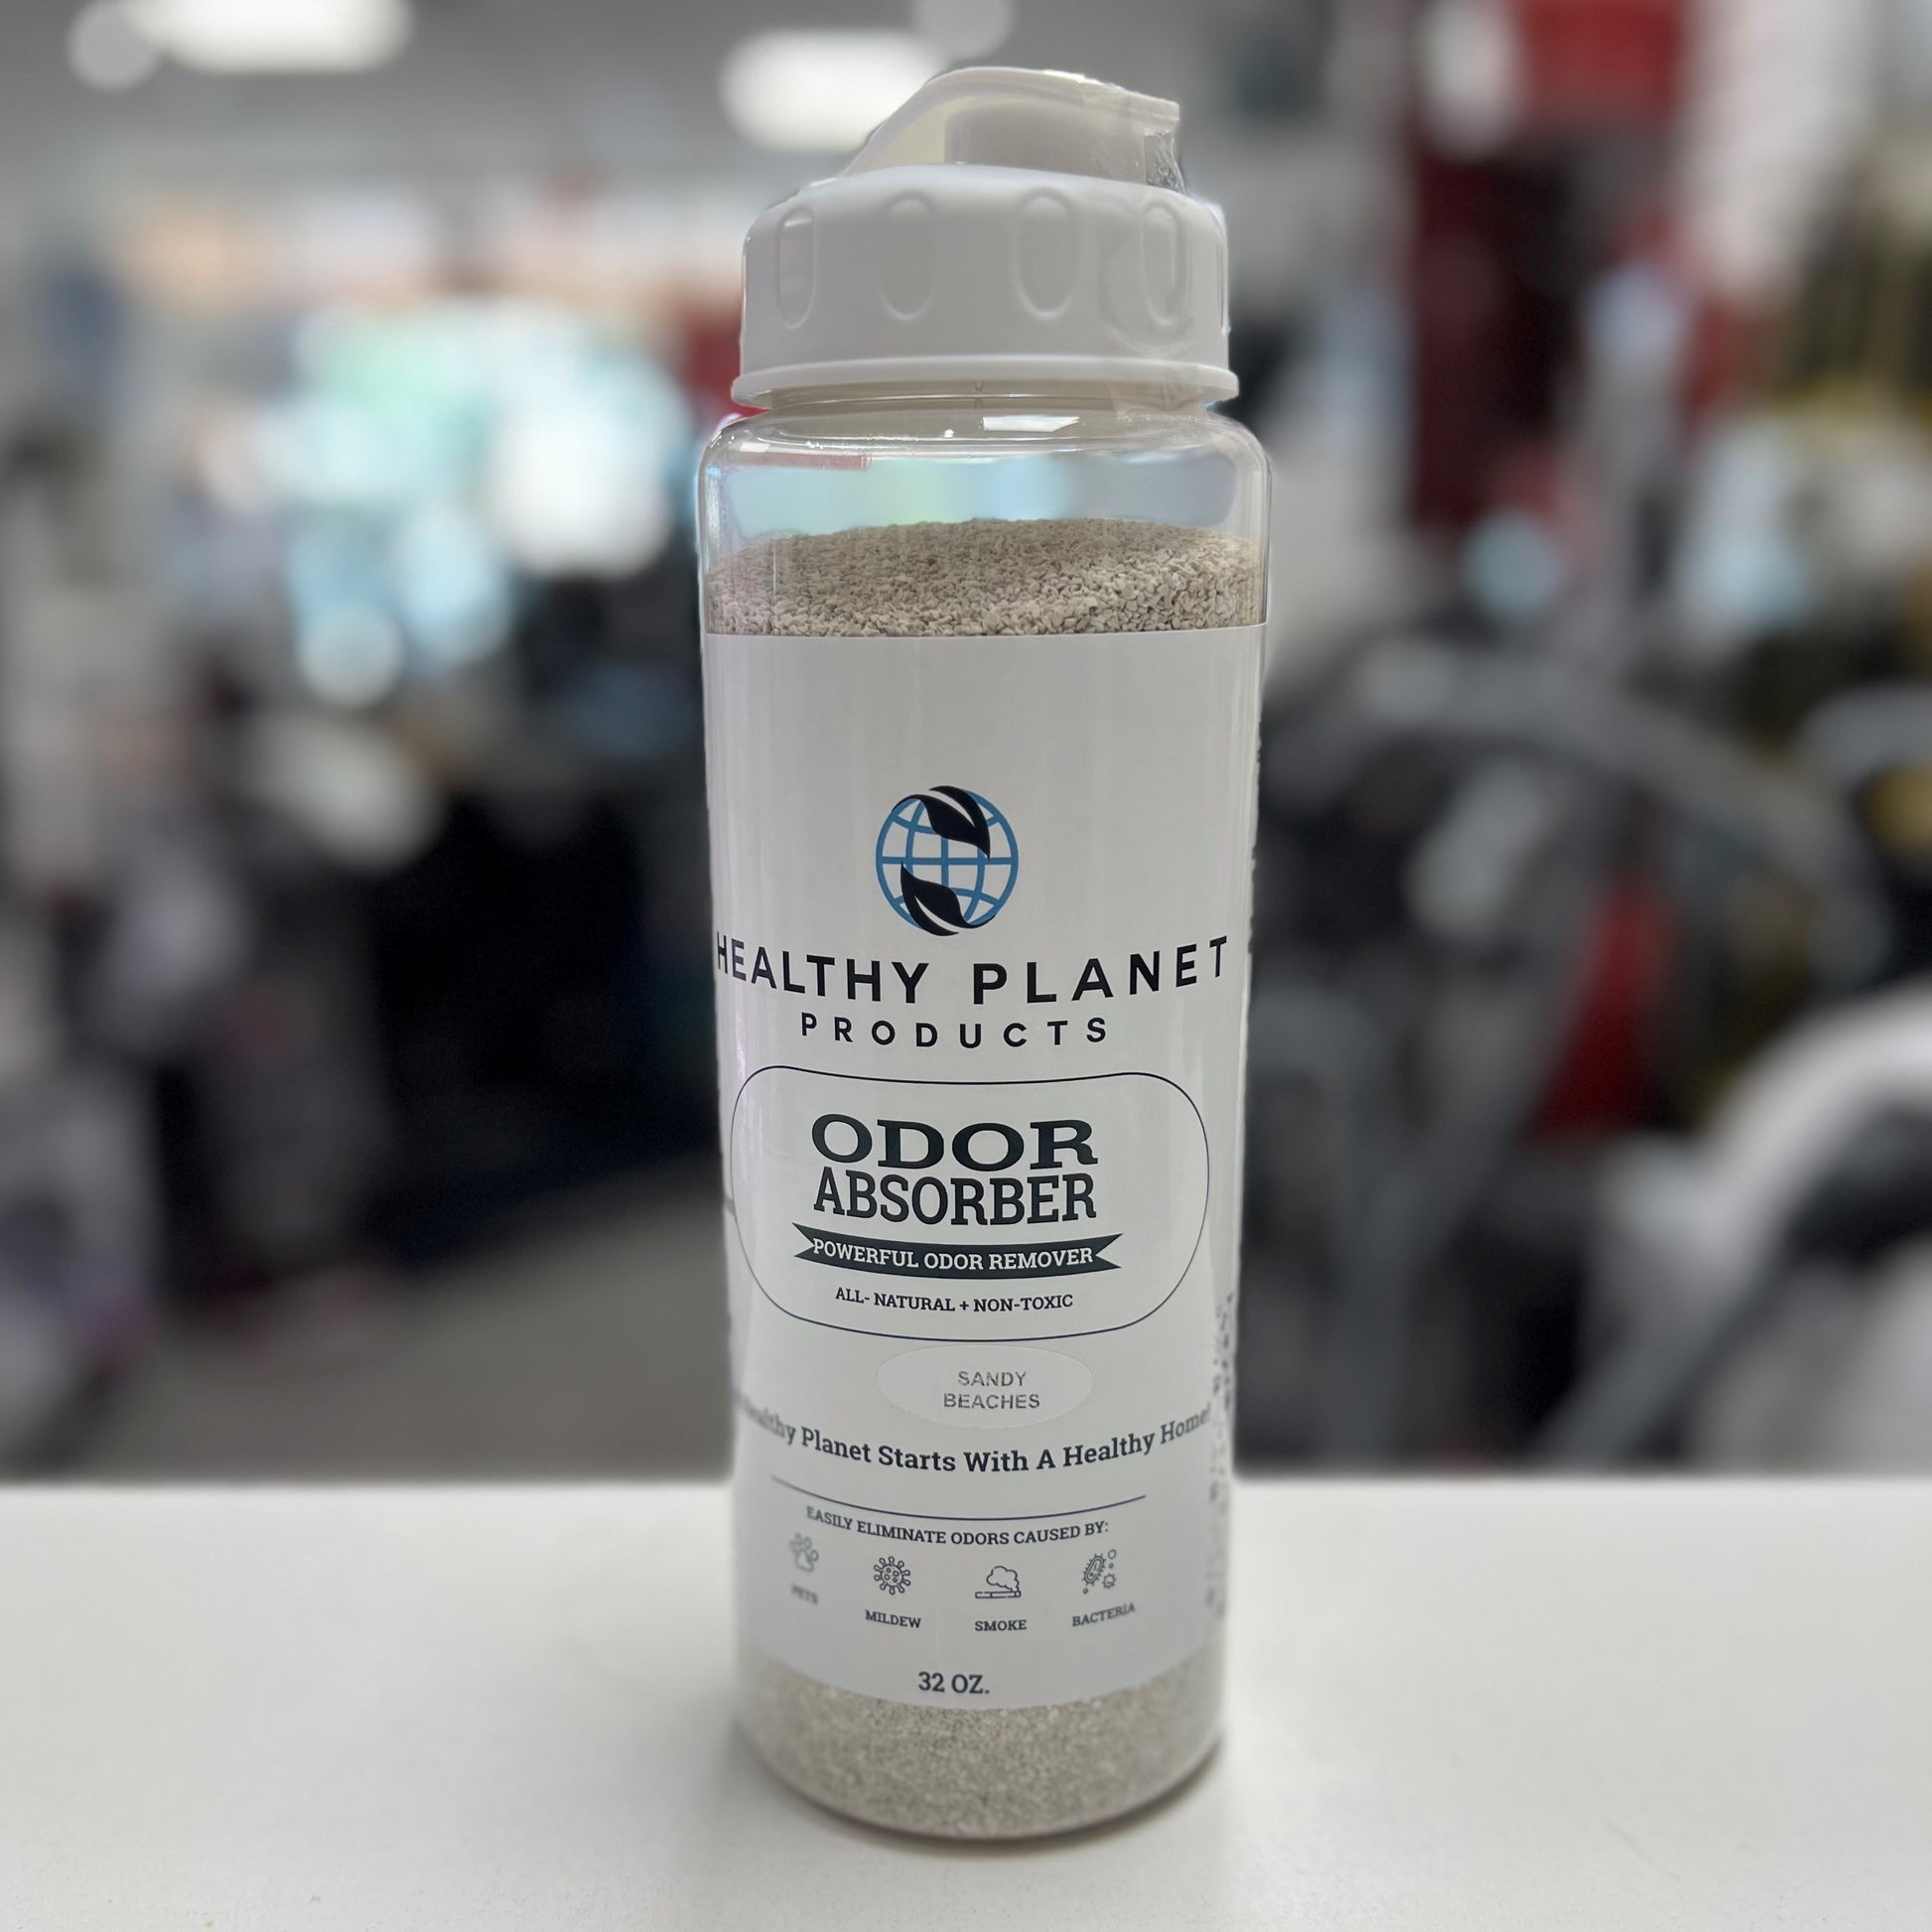 HEALTHY PLANET
PRODUCTS
ODOR
ABSORBER
POWERFUL ODOR REMOVER
ALL- NATURAL + NON-TOXIC
SANDY
BEACHES
Healthy Planet Starts With A Healthy Home!
EASILY ELIMINATE ODORS CAUSED BY:
PETS
MILDEW
SMOKE
BACTERIA
32 OZ.